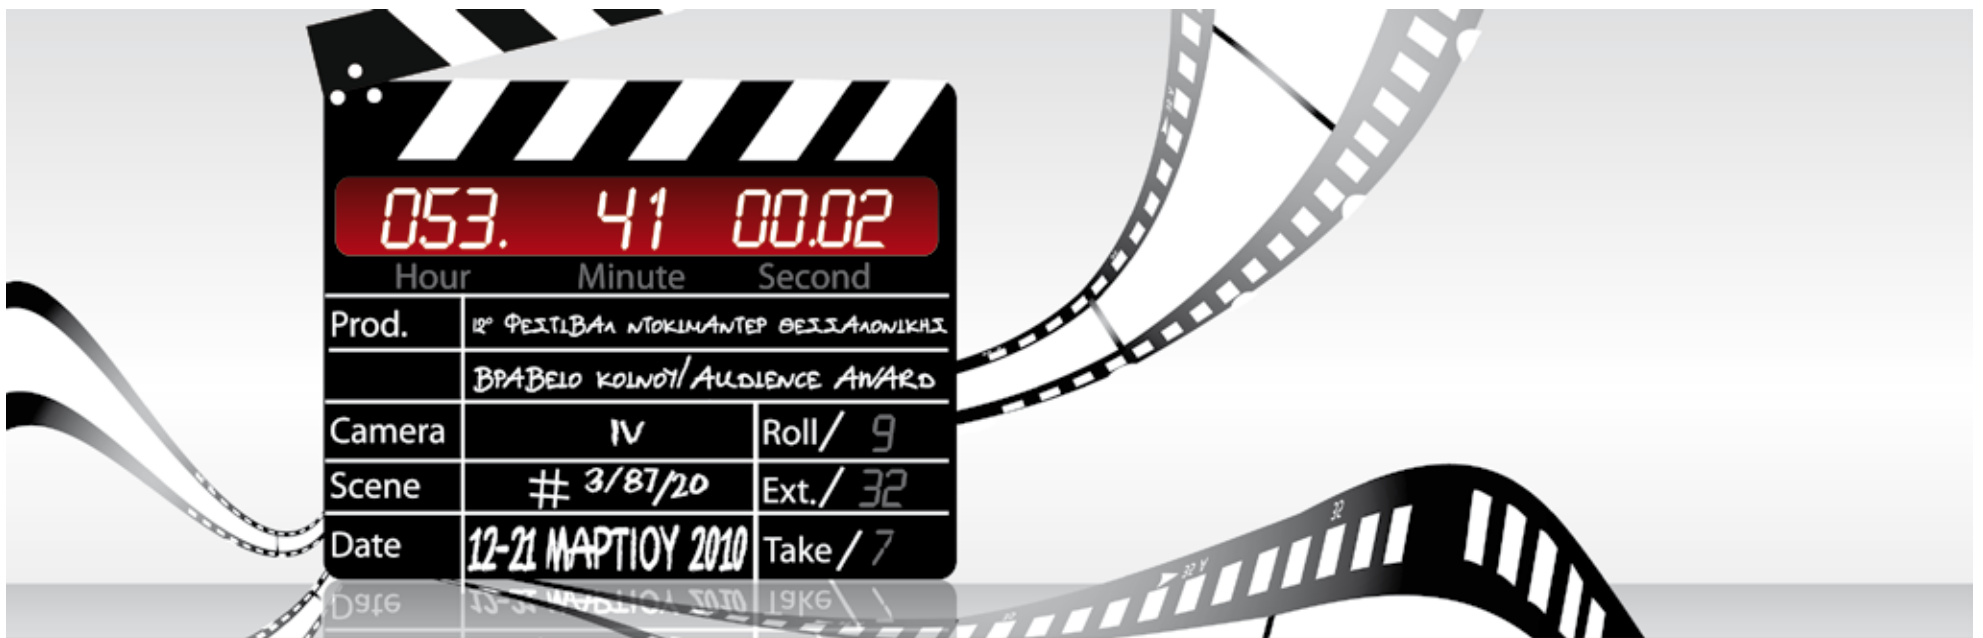 053. 41 00.02
Hour Minute Second
Prod. 12ο ΦΕΣΤΙΒΑΛ ΝΤΟΚΙΜΑΝΤΕΡ ΘΕΣΣΑΛΟΝΙΚΗΣ
ΒΡΑΒΕΙΟ ΚΟΙΝΟΥ/AUDIENCE AWARD
Camera IV Roll/ 9
Scene # 3/87/20 Ext./ 32
Date 12-21 ΜΑΡΤΙΟΥ 2010 Take/ 7
32